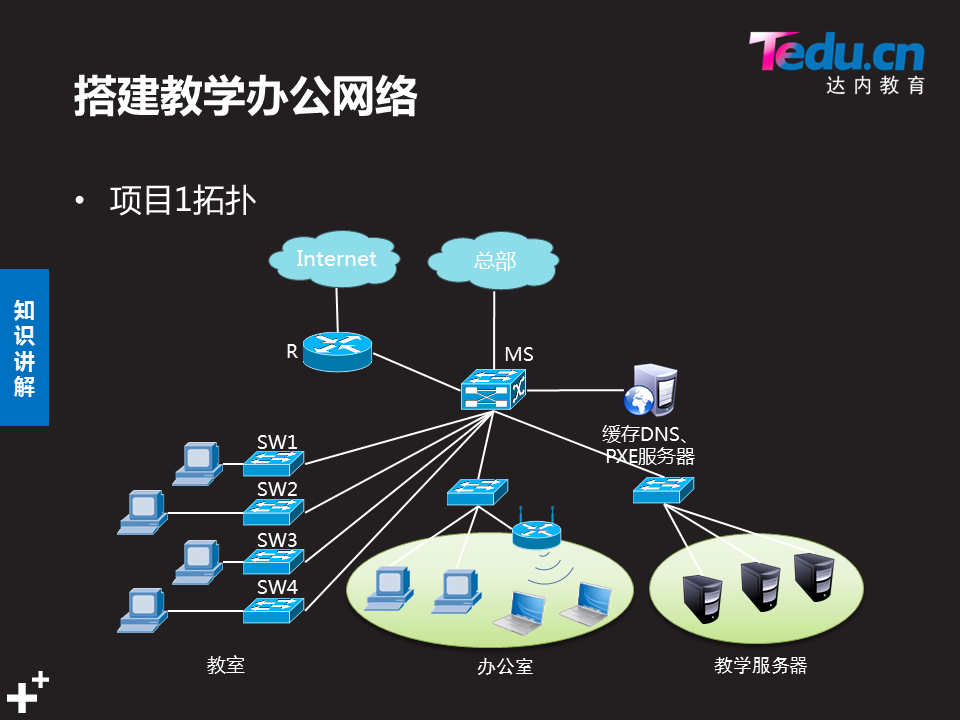 Tedu.cn
达内教育
搭建教学办公网络
• 项目1拓扑
知识讲解
Internet
总部
R
MS
缓存DNS、
PXE服务器
SW1
SW2
SW3
SW4
教室
办公室
教学服务器